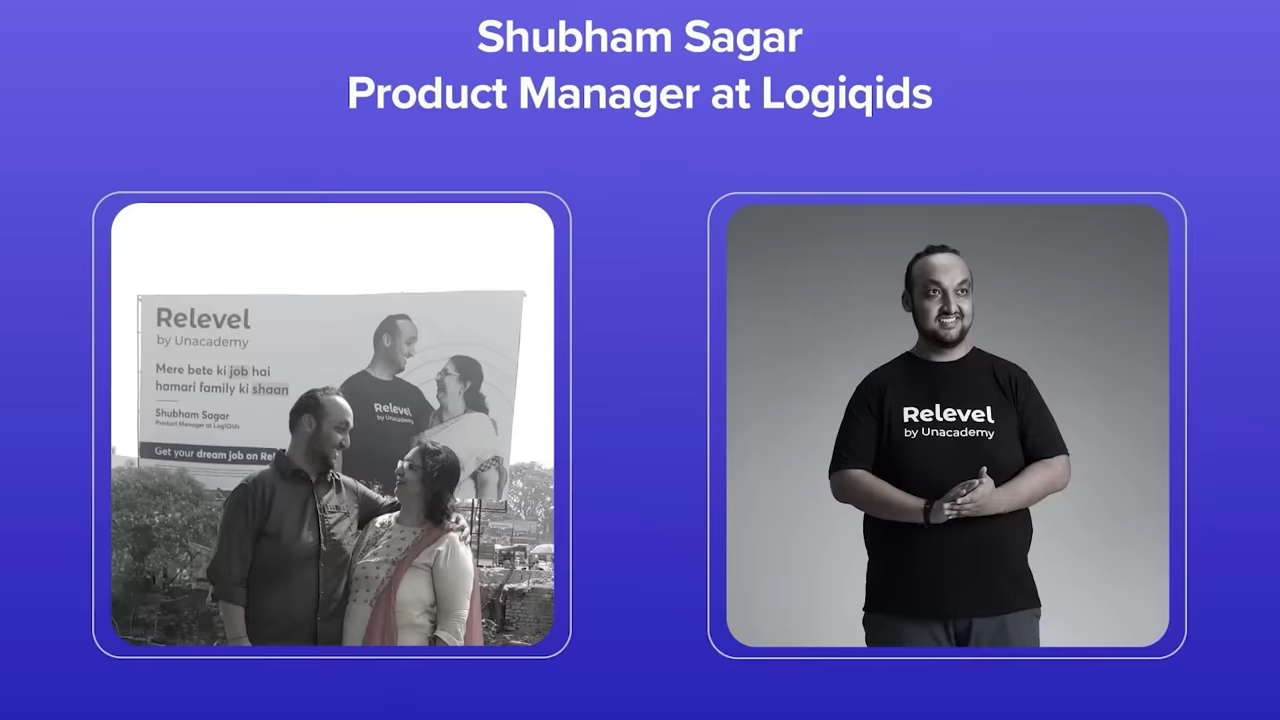 Shubham Sagar
Product Manager at Logiqids
Relevel
by Unacademy
Mere bete ki job hai
hamari family ki shaan
Shubham Sagar
Product Manager at LogIQids
Get your dream job on Rel
Relevel
by Unacademy
Relevel
by Unacademy